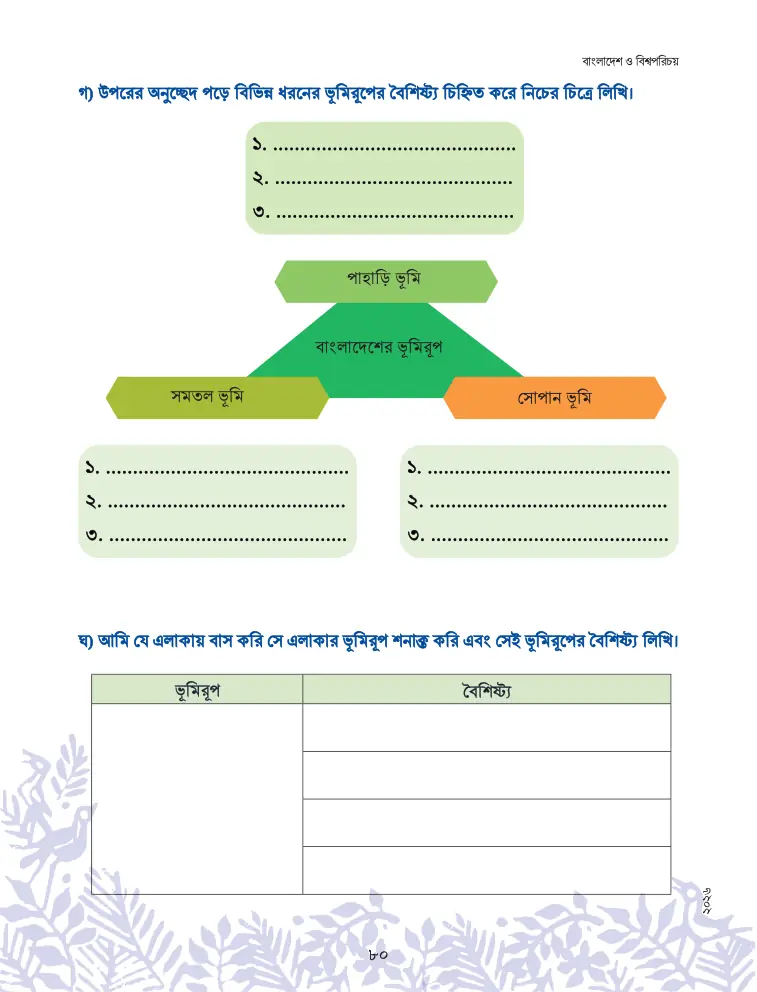 বাংলাদেশ ও বিশ্বপরিচয়
গ) উপরের অনুচ্ছেদ পড়ে বিভিন্ন ধরনের ভূমিরূপের বৈশিষ্ট্য চিহ্নিত করে নিচের চিত্রে লিখি।
১. .............................................
২. ............................................
৩. ............................................
পাহাড়ি ভূমি
বাংলাদেশের ভূমিরূপ
সমতল ভূমি
সোপান ভূমি
১. .............................................
২. ............................................
৩. ............................................
১. .............................................
২. ............................................
৩. ............................................
ঘ) আমি যে এলাকায় বাস করি সে এলাকার ভূমিরূপ শনাক্ত করি এবং সেই ভূমিরূপের বৈশিষ্ট্য লিখি।
ভূমিরূপ
বৈশিষ্ট্য
২০২৬
৮০